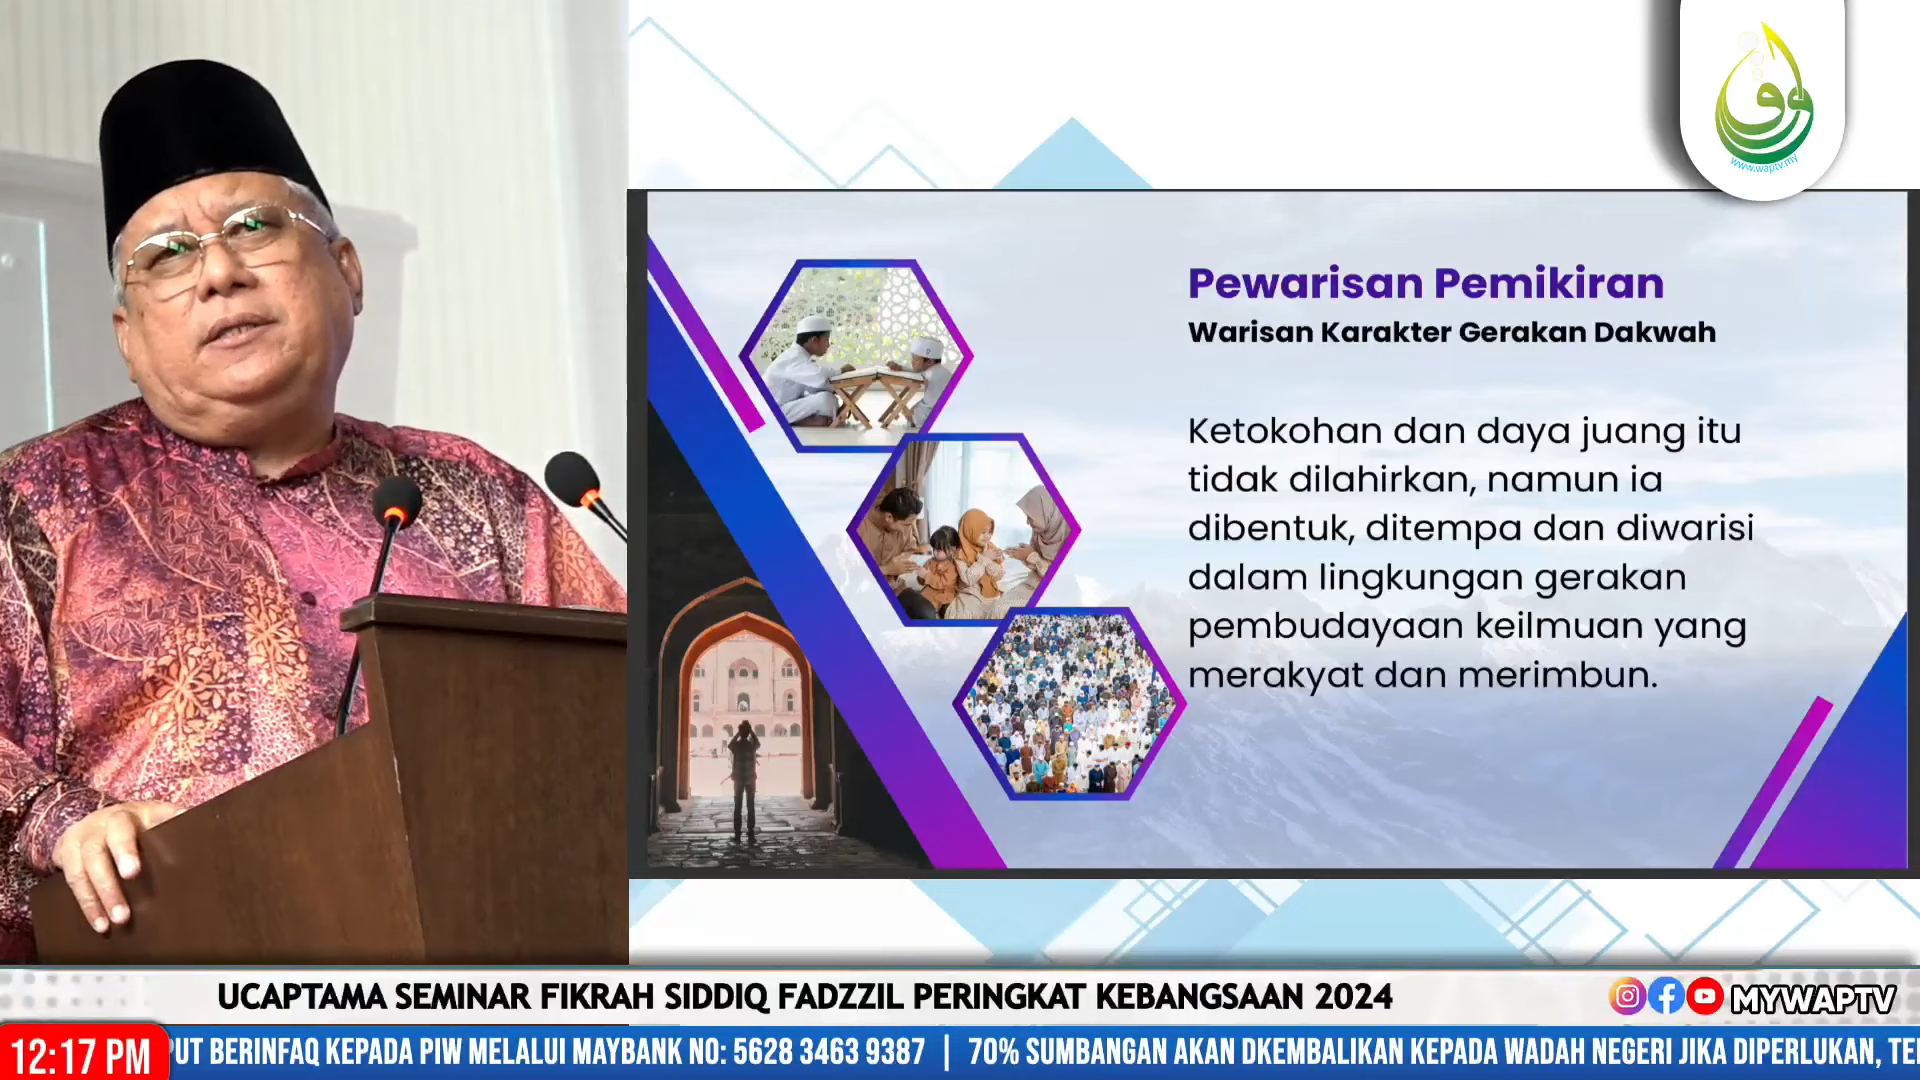 www.waptv.my
Pewarisan Pemikiran
Warisan Karakter Gerakan Dakwah
Ketokohan dan daya juang itu
tidak dilahirkan, namun ia
dibentuk, ditempa dan diwarisi
dalam lingkungan gerakan
pembudayaan keilmuan yang
merakyat dan merimbun.
UCAPTAMA SEMINAR FIKRAH SIDDIQ FADZZIL PERINGKAT KEBANGSAAN 2024
MYWAPTV
12:17 PM
PUT BERINFAQ KEPADA PIW MELALUI MAYBANK NO: 5628 3463 9387 | 70% SUMBANGAN AKAN DKEMBALIKAN KEPADA WADAH NEGERI JIKA DIPERLUKAN, TE